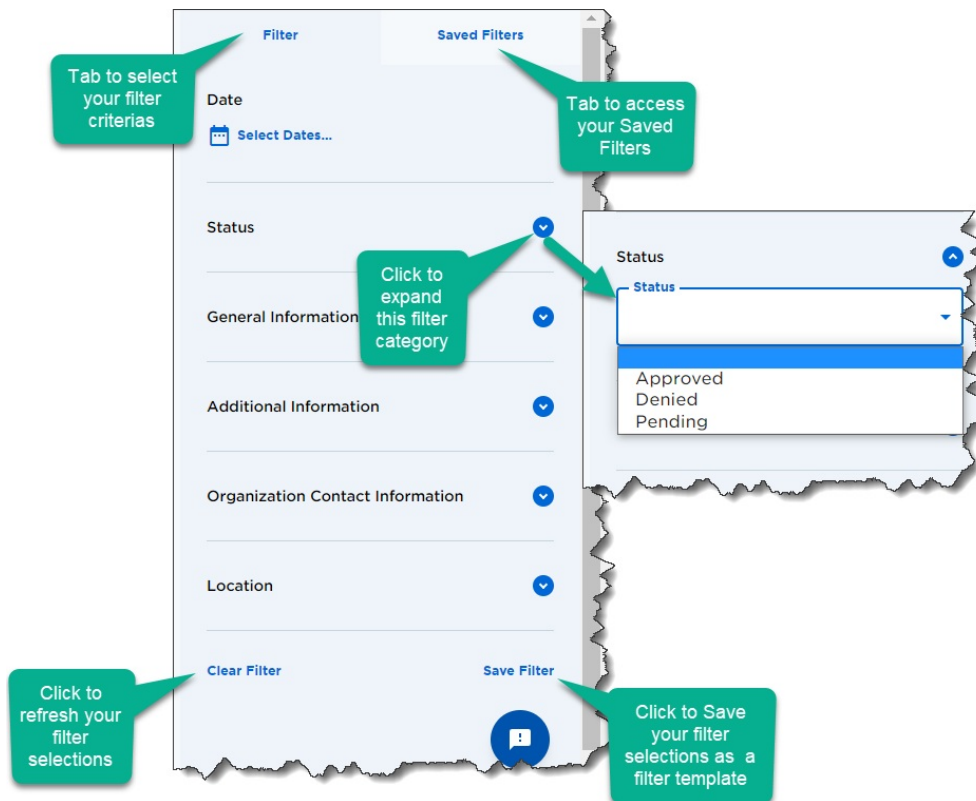 Filter
Saved Filters
Tab to select
your filter
criterias
Tab to access
your Saved
Filters
Date
Select Dates...
Status
Click to
expand
this filter
category
Status
Status
Approved
Denied
Pending
General Information
Additional Information
Organization Contact Information
Location
Clear Filter
Save Filter
Click to
refresh your
filter
selections
Click to Save
your filter
selections as a
filter template